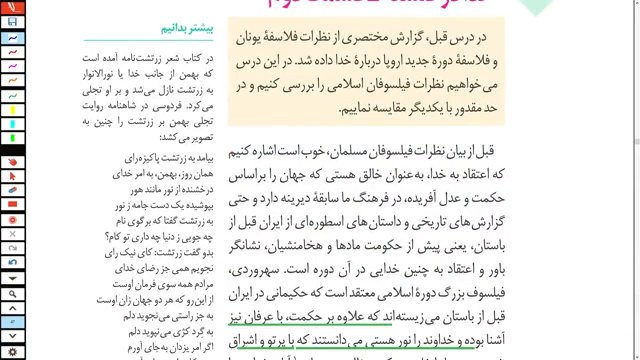 در درس قبل، گزارش مختصری از نظرات فلاسفهٔ یونان
و فلاسفهٔ دورهٔ جدید اروپا دربارهٔ خدا داده شد. در این درس
می‌خواهیم نظرات فیلسوفان اسلامی را بررسی کنیم و در
حد مقدور با یکدیگر مقایسه نماییم.
قبل از بیان نظرات فیلسوفان مسلمان، خوب است اشاره کنیم
که اعتقاد به خدا، به‌عنوان خالق هستی که جهان را براساس
حکمت و عدل آفریده، در فرهنگ ما سابقهٔ دیرینه دارد و حتی
گزارش‌های تاریخی و داستان‌های اسطوره‌ای از ایران قبل از
باستان، یعنی پیش از حکومت مادها و هخامنشیان، نشانگر
باور و اعتقاد به چنین خدایی در آن دوره است. سهروردی،
فیلسوف بزرگ دورهٔ اسلامی معتقد است که حکیمانی در ایران
قبل از باستان می‌زیسته‌اند که علاوه بر حکمت، با عرفان نیز
آشنا بوده و خداوند را نور هستی می‌دانستند که با پرتو و اشراق
بیشتر بدانیم
در کتاب شعر زرتشت‌نامه آمده است
که بهمن از جانب خدا یا نورالانوار
به زرتشت نازل می‌شد و بر او تجلی
می‌کرد. فردوسی در شاهنامه روایت
تجلی بهمن بر زرتشت را چنین به
تصویر می‌کشد:
بیامد به زرتشت پاکیزه‌رای
همان روز، بهمن، به امر خدای
درخشنده از نور مانند هور
بپوشیده یک دست جامه ز نور
به زرتشت گفتا که برگوی نام
چه جویی ز دنیا چه داری تو کام؟
بدو گفت زرتشت: کای نیک رای
نجویم همی جز رضای خدای
مرادم همه سوی فرمان اوست
از این رو که هر دو جهان زان اوست
به جز راستی می‌نجوید دلم
به گرد کژی می‌نپوید دلم
اگر امر یزدان به‌جای آورم